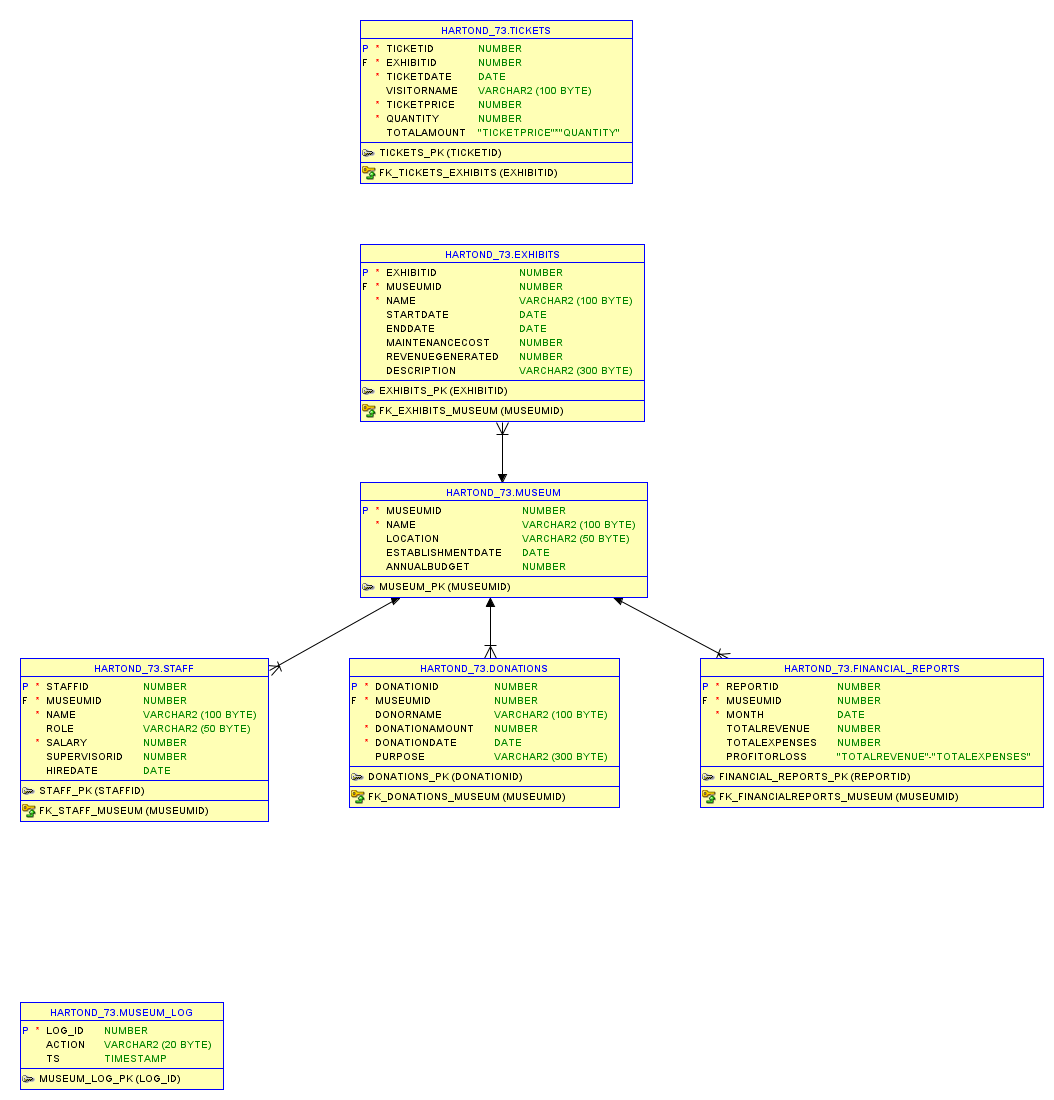 HARTOND_73.TICKETS
P * TICKETID NUMBER
F * EXHIBITID NUMBER
* TICKETDATE DATE
VISITORNAME VARCHAR2 (100 BYTE)
* TICKETPRICE NUMBER
* QUANTITY NUMBER
TOTALAMOUNT "TICKETPRICE"*"QUANTITY"
TICKETS_PK (TICKETID)
FK_TICKETS_EXHIBITS (EXHIBITID)
HARTOND_73.EXHIBITS
P * EXHIBITID NUMBER
F * MUSEUMID NUMBER
* NAME VARCHAR2 (100 BYTE)
STARTDATE DATE
ENDDATE DATE
MAINTENANCECOST NUMBER
REVENUEGENERATED NUMBER
DESCRIPTION VARCHAR2 (300 BYTE)
EXHIBITS_PK (EXHIBITID)
FK_EXHIBITS_MUSEUM (MUSEUMID)
HARTOND_73.MUSEUM
P * MUSEUMID NUMBER
* NAME VARCHAR2 (100 BYTE)
LOCATION VARCHAR2 (50 BYTE)
ESTABLISHMENTDATE DATE
ANNUALBUDGET NUMBER
MUSEUM_PK (MUSEUMID)
HARTOND_73.STAFF
P * STAFFID NUMBER
F * MUSEUMID NUMBER
* NAME VARCHAR2 (100 BYTE)
ROLE VARCHAR2 (50 BYTE)
* SALARY NUMBER
SUPERVISORID NUMBER
HIREDATE DATE
STAFF_PK (STAFFID)
FK_STAFF_MUSEUM (MUSEUMID)
HARTOND_73.DONATIONS
P * DONATIONID NUMBER
F * MUSEUMID NUMBER
DONORNAME VARCHAR2 (100 BYTE)
* DONATIONAMOUNT NUMBER
* DONATIONDATE DATE
PURPOSE VARCHAR2 (300 BYTE)
DONATIONS_PK (DONATIONID)
FK_DONATIONS_MUSEUM (MUSEUMID)
HARTOND_73.FINANCIAL_REPORTS
P * REPORTID NUMBER
F * MUSEUMID NUMBER
* MONTH DATE
TOTALREVENUE NUMBER
TOTALEXPENSES NUMBER
PROFITORLOSS "TOTALREVENUE"-"TOTALEXPENSES"
FINANCIAL_REPORTS_PK (REPORTID)
FK_FINANCIALREPORTS_MUSEUM (MUSEUMID)
HARTOND_73.MUSEUM_LOG
P * LOG_ID NUMBER
ACTION VARCHAR2 (20 BYTE)
TS TIMESTAMP
MUSEUM_LOG_PK (LOG_ID)